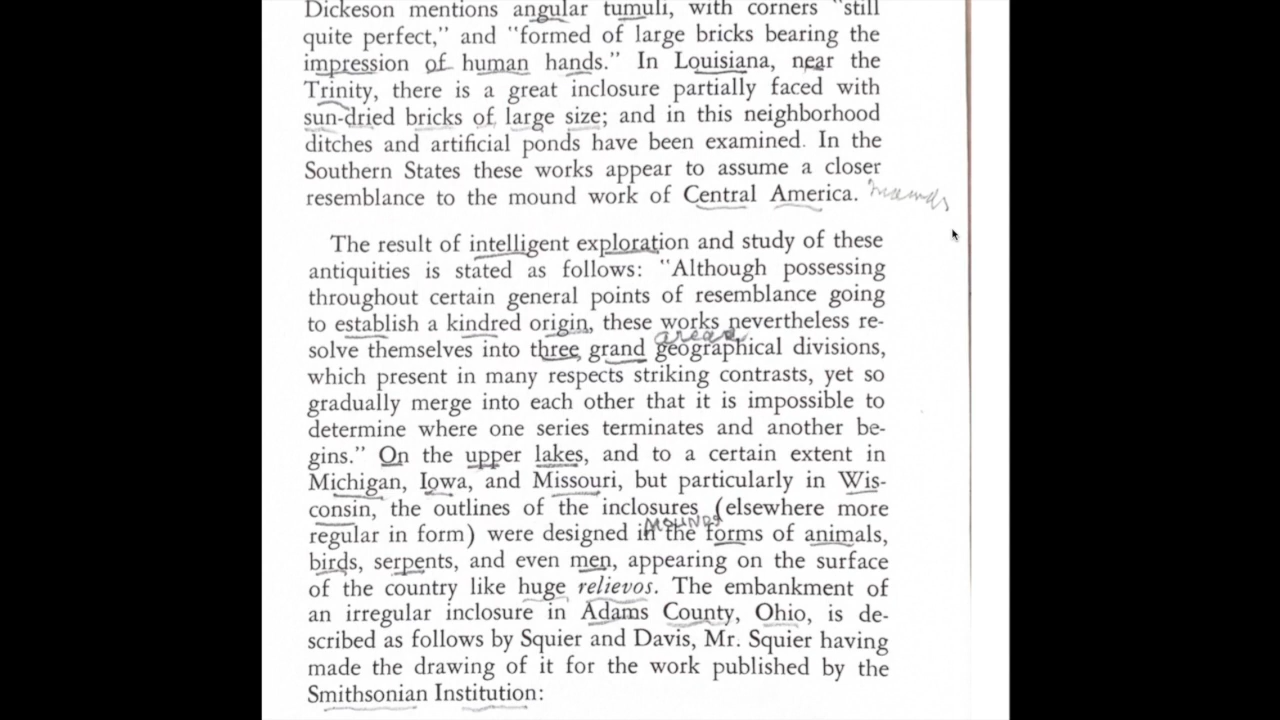 Dickeson mentions angular tumuli, with corners "still
quite perfect," and "formed of large bricks bearing the
impression of human hands." In Louisiana, near the
Trinity, there is a great inclosure partially faced with
sun-dried bricks of large size; and in this neighborhood
ditches and artificial ponds have been examined. In the
Southern States these works appear to assume a closer
resemblance to the mound work of Central America. mounds
The result of intelligent exploration and study of these
antiquities is stated as follows: "Although possessing
throughout certain general points of resemblance going
to establish a kindred origin, these works nevertheless re-
areas
solve themselves into three grand geographical divisions,
which present in many respects striking contrasts, yet so
gradually merge into each other that it is impossible to
determine where one series terminates and another be-
gins." On the upper lakes, and to a certain extent in
Michigan, Iowa, and Missouri, but particularly in Wis-
consin, the outlines of the inclosures (elsewhere more
MOUNDS
regular in form) were designed in the forms of animals,
birds, serpents, and even men, appearing on the surface
of the country like huge relievos. The embankment of
an irregular inclosure in Adams County, Ohio, is de-
scribed as follows by Squier and Davis, Mr. Squier having
made the drawing of it for the work published by the
Smithsonian Institution: